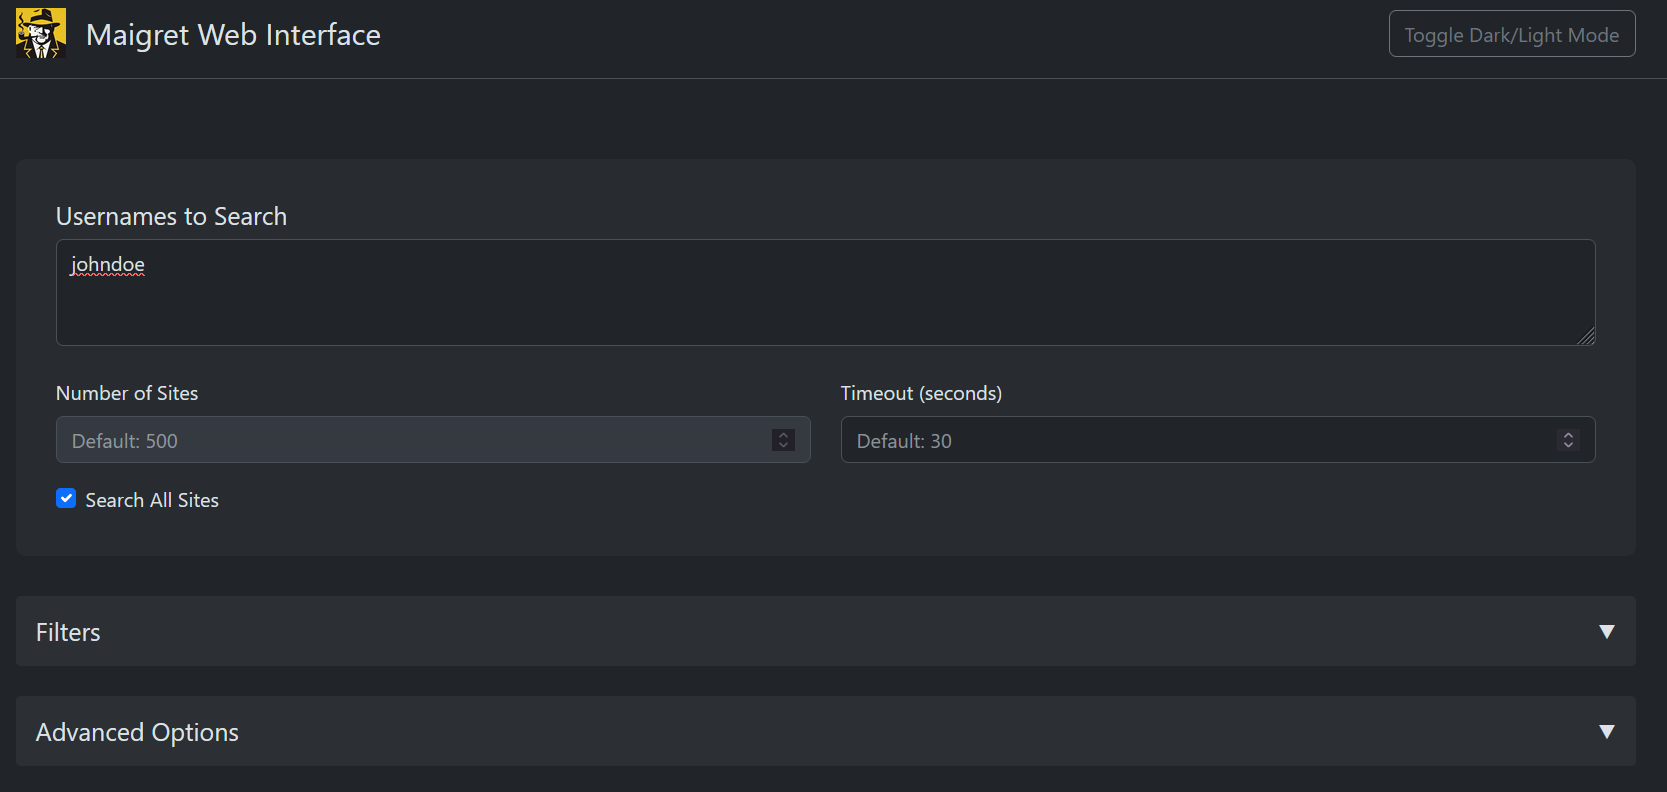 Maigret Web Interface
Toggle Dark/Light Mode
Usernames to Search
johndoe
Number of Sites
Timeout (seconds)
Default: 500
Default: 30
Search All Sites
Filters
Advanced Options